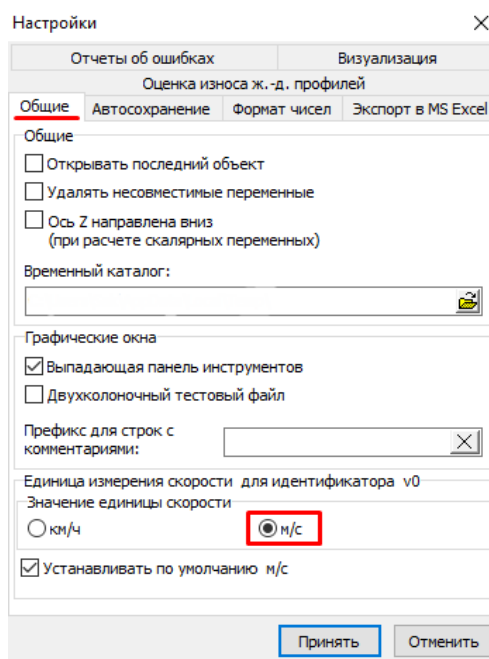 Настройки
Отчеты об ошибках Визуализация
Оценка износа ж.-д. профилей
Общие Автосохранение Формат чисел Экспорт в MS Excel
Общие
Открывать последний объект
Удалять несовместимые переменные
Ось Z направлена вниз
(при расчете скалярных переменных)
Временный каталог:
Графические окна
Выпадающая панель инструментов
Двухколоночный тестовый файл
Префикс для строк с
комментариями:
Единица измерения скорости для идентификатора v0
Значение единицы скорости
км/ч м/с
Устанавливать по умолчанию м/с
Принять Отменить